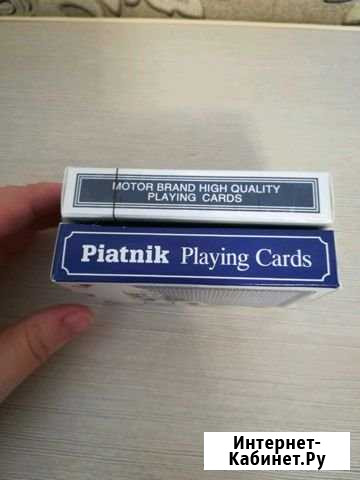 MOTOR BRAND HIGH QUALITY
PLAYING CARDS
Piatnik Playing Cards
Интернет-
Кабинет.Ру